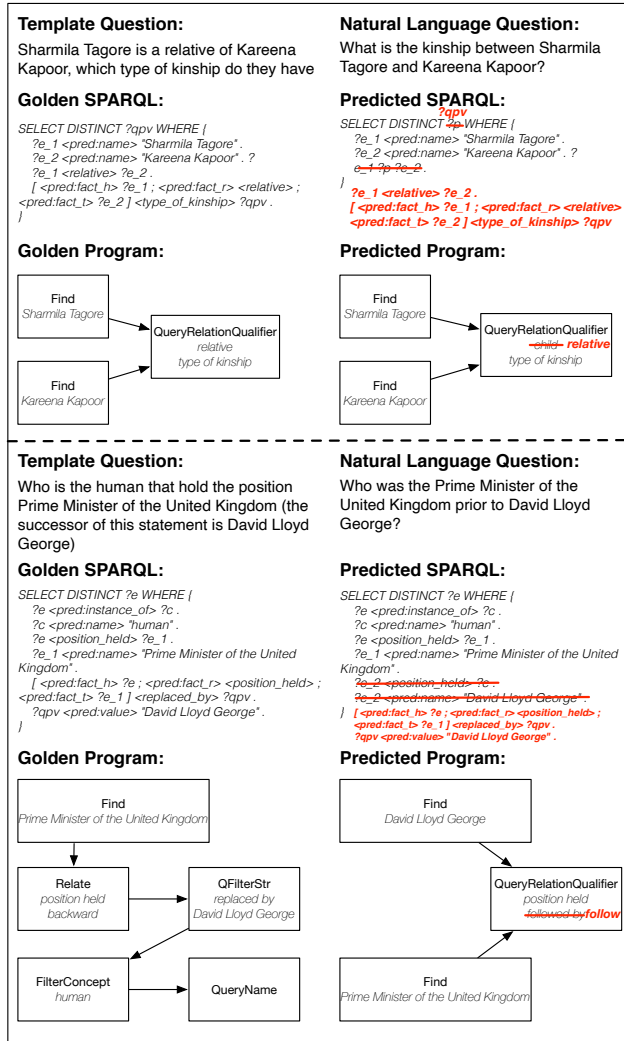 Template Question:
Sharmila Tagore is a relative of Kareena
Kapoor, which type of kinship do they have
Golden SPARQL:
SELECT DISTINCT ?qpv WHERE {
?e_1 <pred:name> "Sharmila Tagore" .
?e_2 <pred:name> "Kareena Kapoor" . ?
?e_1 <relative> ?e_2 .
[ <pred:fact_h> ?e_1 ; <pred:fact_r> <relative> ;
<pred:fact_t> ?e_2 ] <type_of_kinship> ?qpv .
}
Golden Program:
Find
Sharmila Tagore
QueryRelationQualifier
relative
type of kinship
Find
Kareena Kapoor
Natural Language Question:
What is the kinship between Sharmila
Tagore and Kareena Kapoor?
Predicted SPARQL:
?qpv
SELECT DISTINCT ?p WHERE {
?e_1 <pred:name> "Sharmila Tagore" .
?e_2 <pred:name> "Kareena Kapoor" . ?
e_1 ?p ?e_2 .
}
?e_1 <relative> ?e_2 .
[ <pred:fact_h> ?e_1 ; <pred:fact_r> <relative>
<pred:fact_t> ?e_2 ] <type_of_kinship> ?qpv
Predicted Program:
Find
Sharmila Tagore
QueryRelationQualifier
child relative
type of kinship
Find
Kareena Kapoor
Template Question:
Who is the human that hold the position
Prime Minister of the United Kingdom (the
successor of this statement is David Lloyd
George)
Golden SPARQL:
SELECT DISTINCT ?e WHERE {
?e <pred:instance_of> ?c .
?c <pred:name> "human" .
?e <position_held> ?e_1 .
?e_1 <pred:name> "Prime Minister of the United
Kingdom" .
[ <pred:fact_h> ?e ; <pred:fact_r> <position_held> ;
<pred:fact_t> ?e_1 ] <replaced_by> ?qpv .
?qpv <pred:value> "David Lloyd George" .
}
Golden Program:
Find
Prime Minister of the United Kingdom
Relate
position held
backward
QFilterStr
replaced by
David Lloyd George
FilterConcept
human
QueryName
Natural Language Question:
Who was the Prime Minister of the
United Kingdom prior to David Lloyd
George?
Predicted SPARQL:
SELECT DISTINCT ?e WHERE {
?e <pred:instance_of> ?c .
?c <pred:name> "human" .
?e <position_held> ?e_1 .
?e_1 <pred:name> "Prime Minister of the United
Kingdom" .
?e_2 <position_held> ?c .
?e_2 <pred:name> "David Lloyd George" .
} [ <pred:fact_h> ?e ; <pred:fact_r> <position_held> ;
<pred:fact_t> ?e_1 ] <replaced_by> ?qpv .
?qpv <pred:value> "David Lloyd George" .
Predicted Program:
Find
David Lloyd George
QueryRelationQualifier
position held
followed by follow
Find
Prime Minister of the United Kingdom